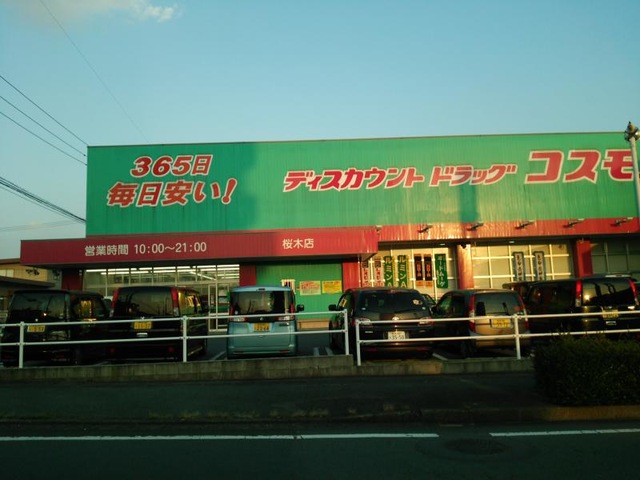 365日
毎日安い!
ディスカウント ドラッグ コスモ
営業時間 10:00〜21:00
桜木店